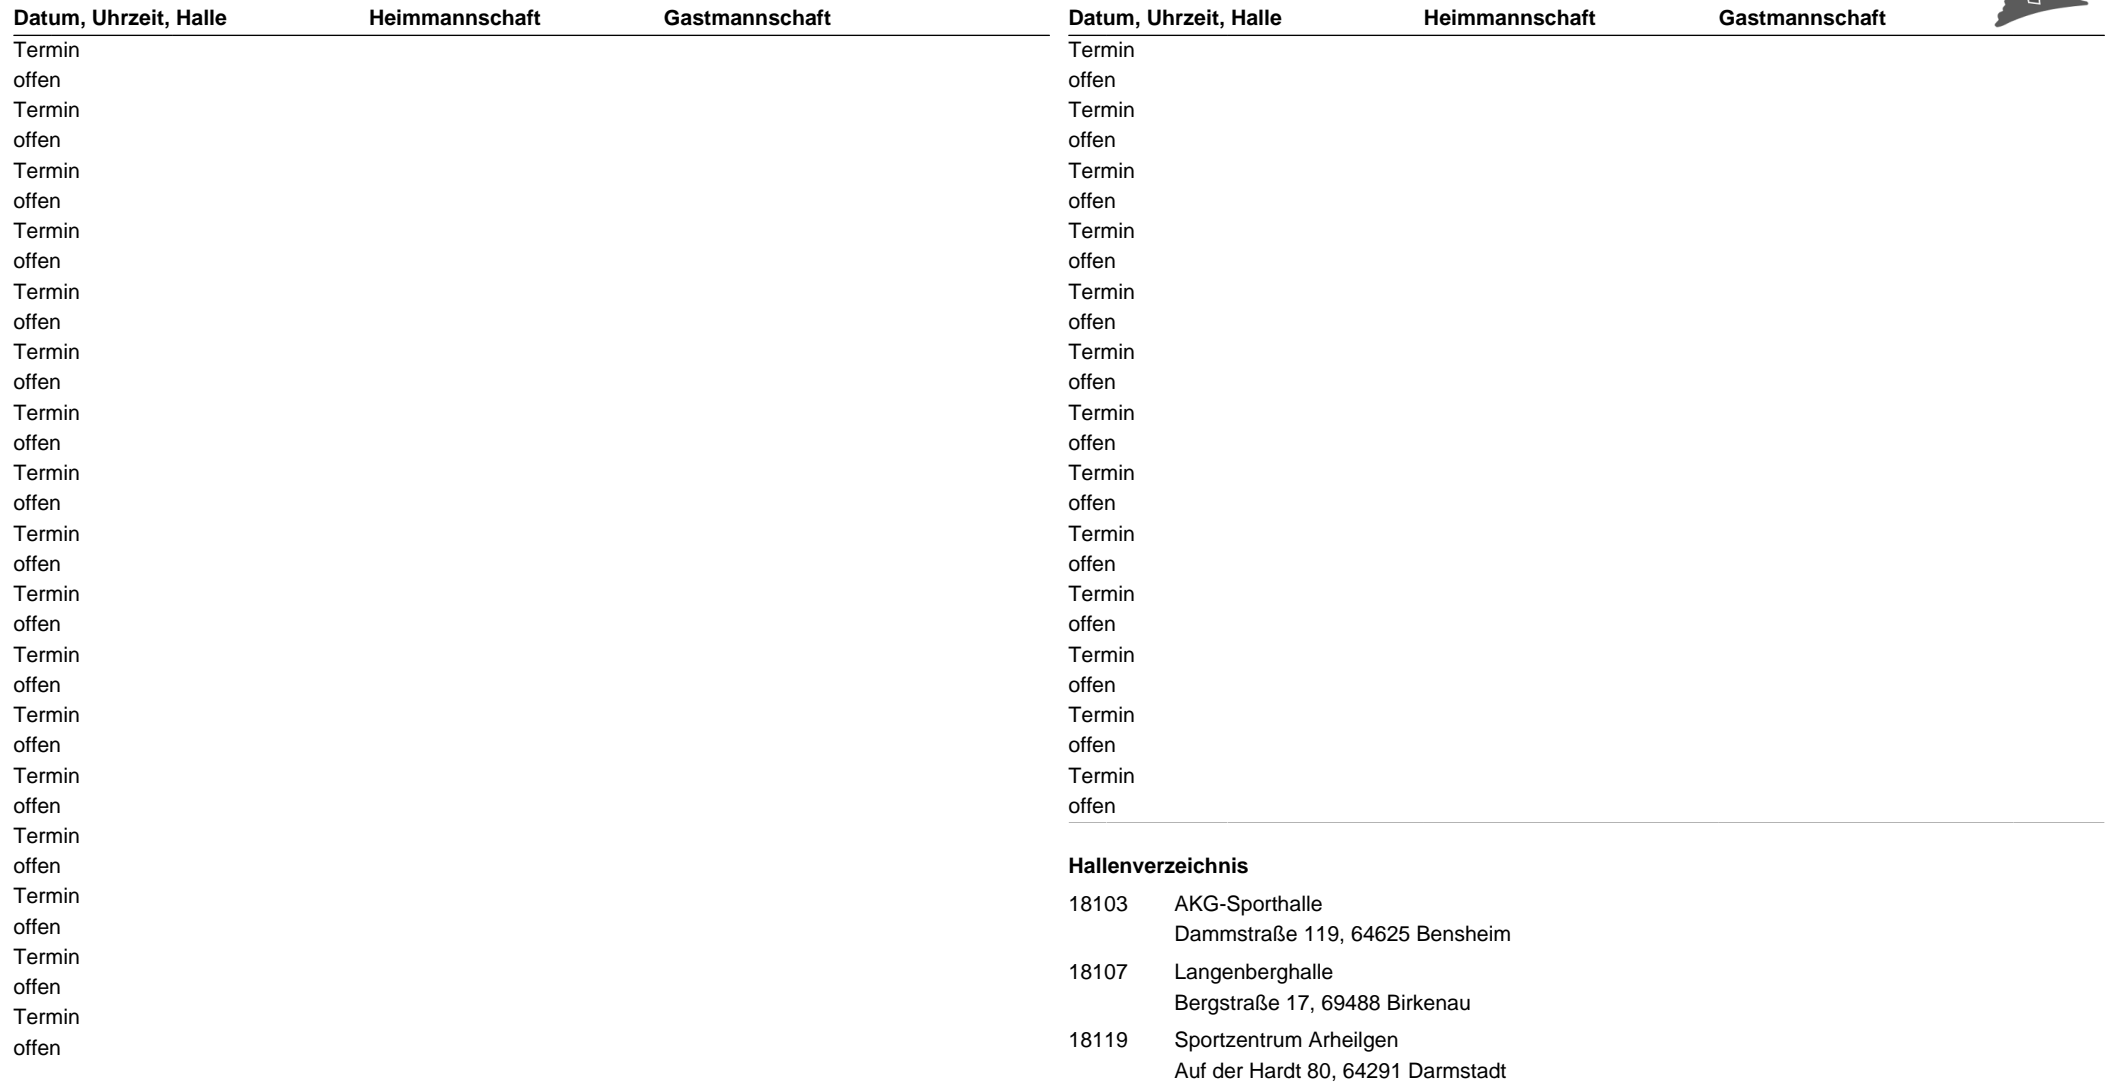 Datum, Uhrzeit, Halle Heimmannschaft Gastmannschaft
Termin
offen
Termin
offen
Termin
offen
Termin
offen
Termin
offen
Termin
offen
Termin
offen
Termin
offen
Termin
offen
Termin
offen
Termin
offen
Termin
offen
Termin
offen
Termin
offen
Termin
offen
Termin
offen
Termin
offen
Datum, Uhrzeit, Halle Heimmannschaft Gastmannschaft
Termin
offen
Termin
offen
Termin
offen
Termin
offen
Termin
offen
Termin
offen
Termin
offen
Termin
offen
Termin
offen
Termin
offen
Termin
offen
Termin
offen
Termin
offen
Hallenverzeichnis
18103 AKG-Sporthalle
Dammstraße 119, 64625 Bensheim
18107 Langenberghalle
Bergstraße 17, 69488 Birkenau
18119 Sportzentrum Arheilgen
Auf der Hardt 80, 64291 Darmstadt